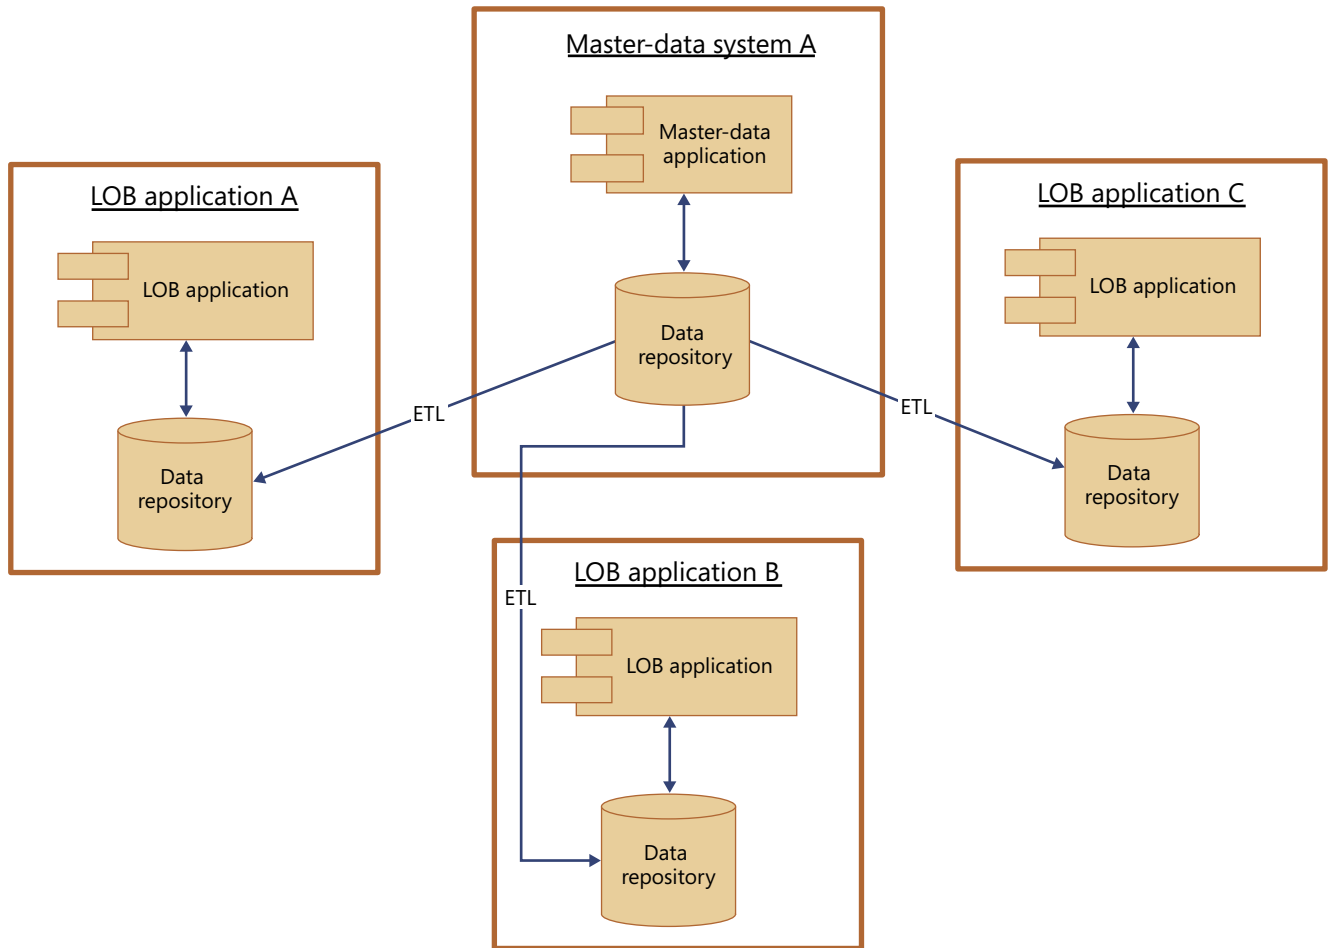 Master-data system A
Master-data
application
Data
repository
LOB application A
LOB application
Data
repository
ETL
ETL
LOB application C
LOB application
Data
repository
ETL
LOB application B
LOB application
Data
repository